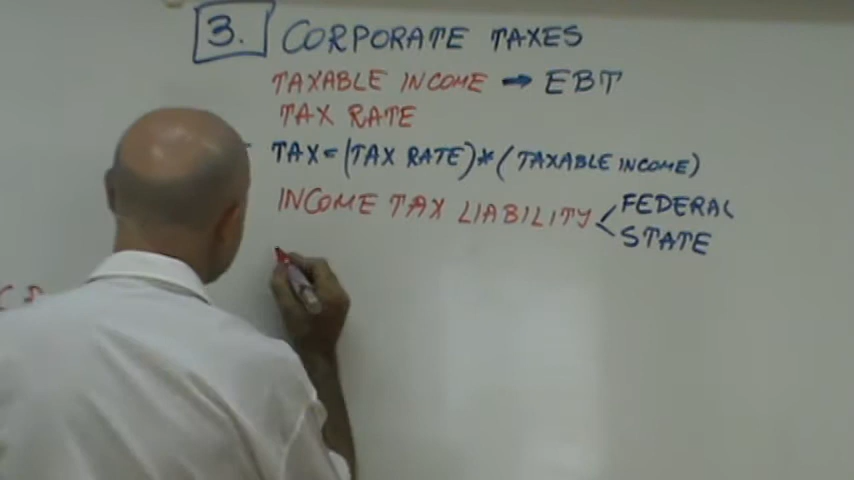 3. CORPORATE TAXES
TAXABLE INCOME → EBT
TAX RATE
TAX = (TAX RATE) * (TAXABLE INCOME)
INCOME TAX LIABILITY < FEDERAL
STATE